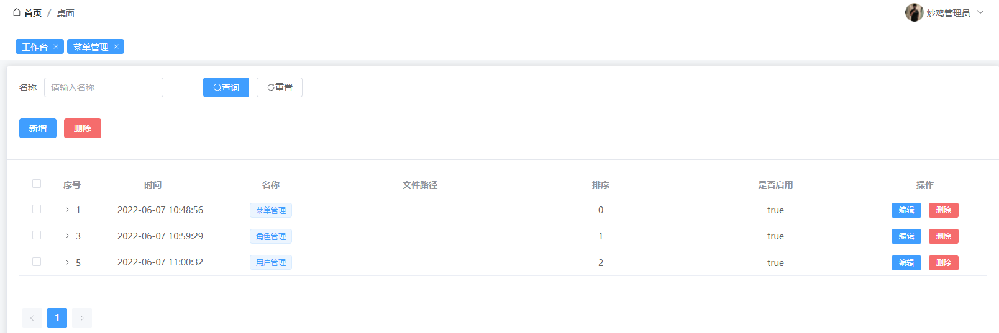 首页 / 桌面
炒鸡管理员
工作台 × 菜单管理 ×
名称 请输入名称 查询 重置
新增 删除
序号 时间 名称 文件路径 排序 是否启用 操作
1 2022-06-07 10:48:56 菜单管理 0 true 编辑 删除
3 2022-06-07 10:59:29 角色管理 1 true 编辑 删除
5 2022-06-07 11:00:32 用户管理 2 true 编辑 删除
1